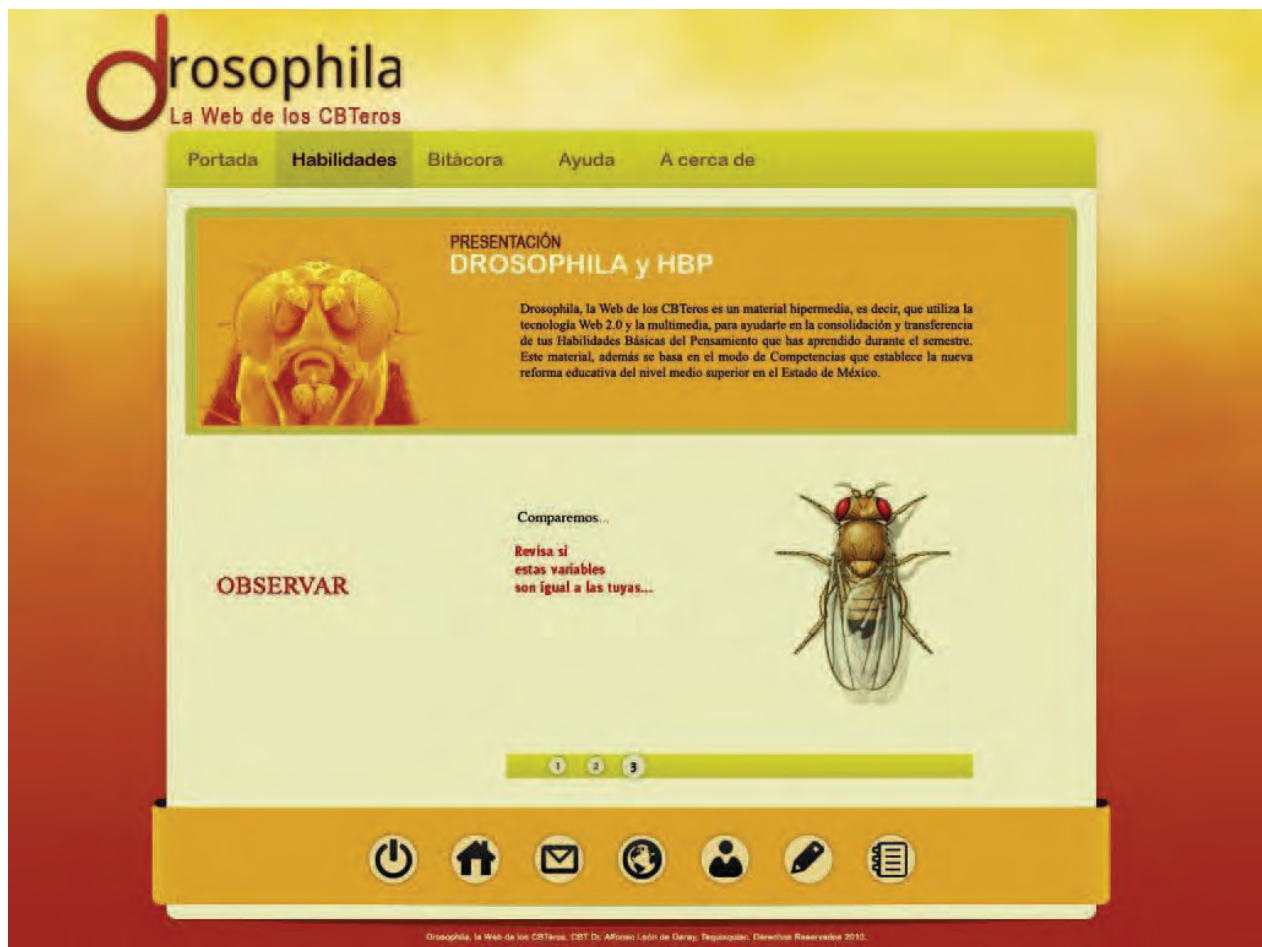 drosophila
La Web de los CBTeros
Portada Habilidades Bitàcora Ayuda A cerca de
PRESENTACIÓN
DROSOPHILA y HBP
Drosophila, la Web de los CBTeros es un material hipermedia, es decir, que utiliza la
tecnología Web 2.0 y la multimedia, para ayudarte en la consolidación y transferencia
de tus Habilidades Básicas del Pensamiento que has aprendido durante el semestre.
Este material, además se basa en el modo de Competencias que establece la nueva
reforma educativa del nivel medio superior en el Estado de México.
Comparemos...
Revisa si
estas variables
son igual a las tuyas...
OBSERVAR
1 2 3
Drosophila, la Web de los CBTeros. CBT Dr. Alfonso León de Garay, Tequixquiac. Derechos Reservados 2010.